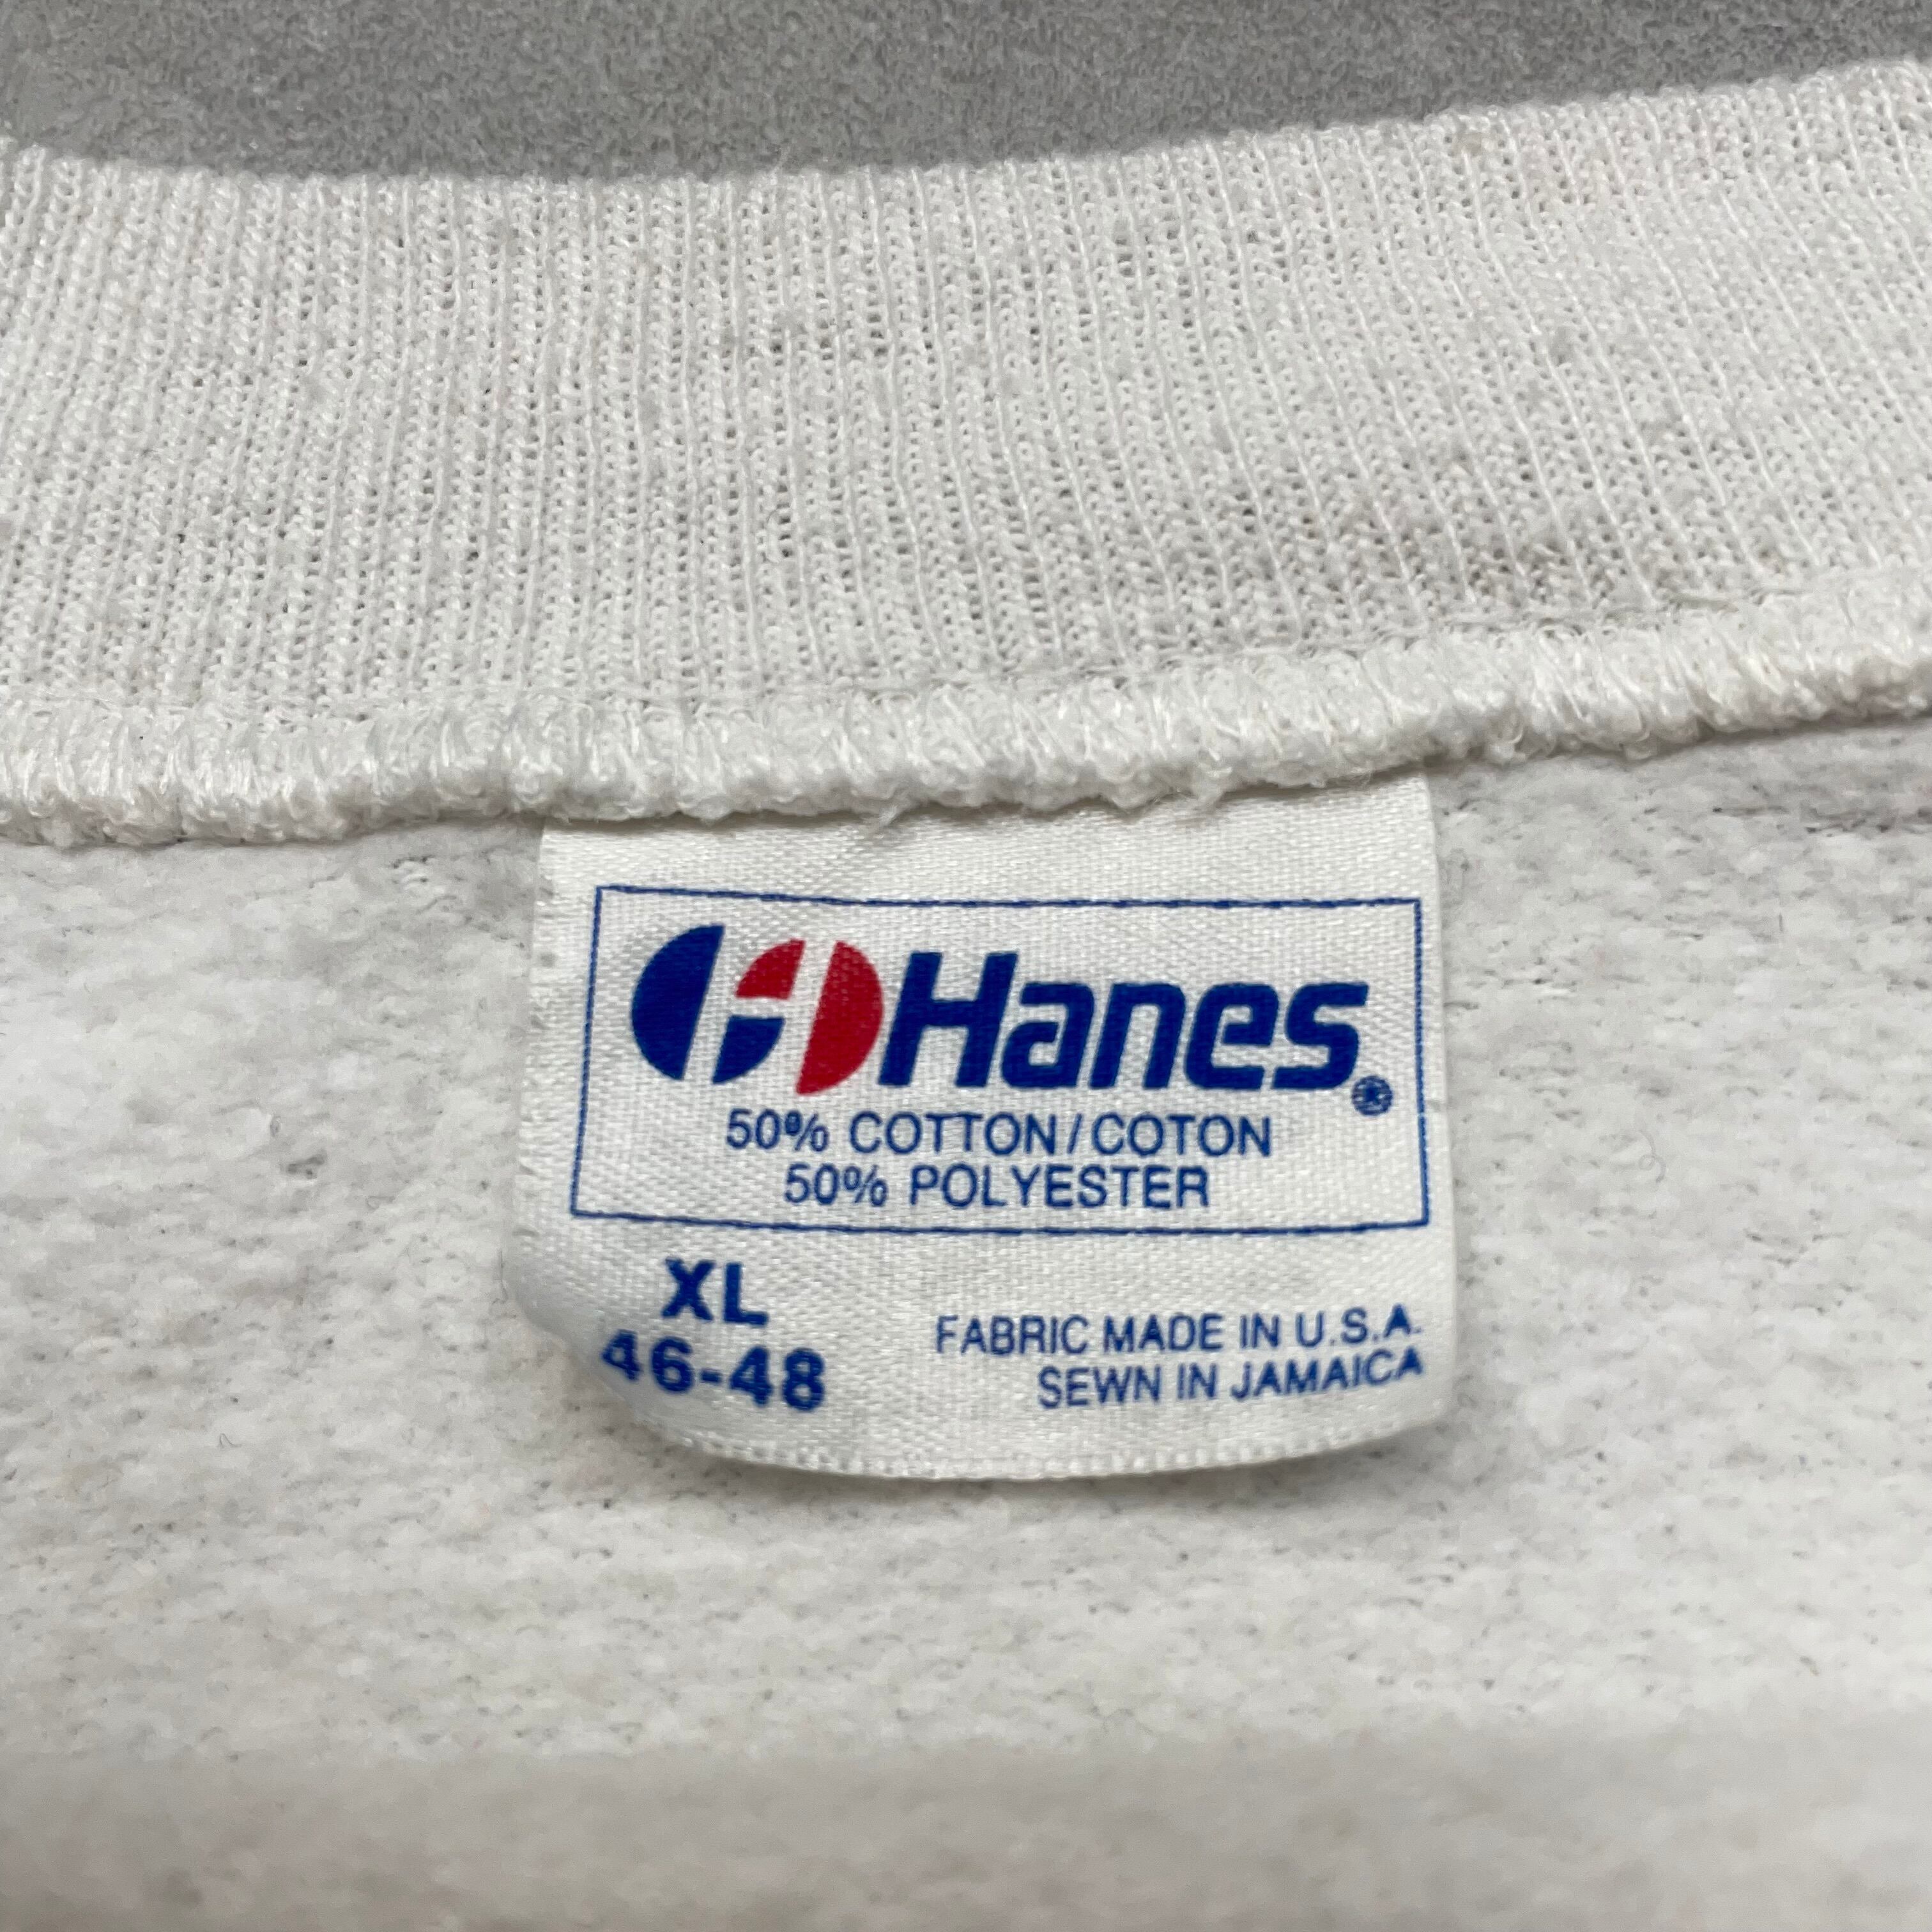 Hanes®
50% COTTON/COTON
50% POLYESTER
XL
46-48
FABRIC MADE IN U.S.A.
SEWN IN JAMAICA